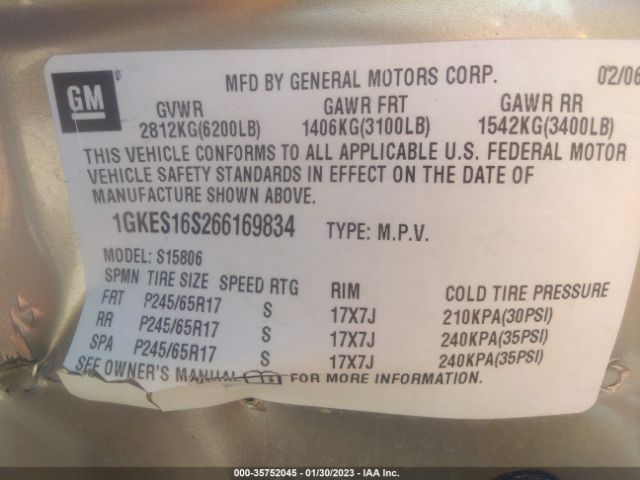 GM
MFD BY GENERAL MOTORS CORP. 02/06
GVWR GAWR FRT GAWR RR
2812KG(6200LB) 1406KG(3100LB) 1542KG(3400LB)
THIS VEHICLE CONFORMS TO ALL APPLICABLE U.S. FEDERAL MOTOR
VEHICLE SAFETY STANDARDS IN EFFECT ON THE DATE OF
MANUFACTURE SHOWN ABOVE.
1GKES16S266169834 TYPE: M.P.V.
MODEL: S15806
SPMN TIRE SIZE SPEED RTG RIM COLD TIRE PRESSURE
FRT P245/65R17 S 17X7J 210KPA(30PSI)
RR P245/65R17 S 17X7J 240KPA(35PSI)
SPA P245/65R17 S 17X7J 240KPA(35PSI)
SEE OWNER'S MANUAL FOR MORE INFORMATION.
000-35752045 - 01/30/2023 - IAA Inc.